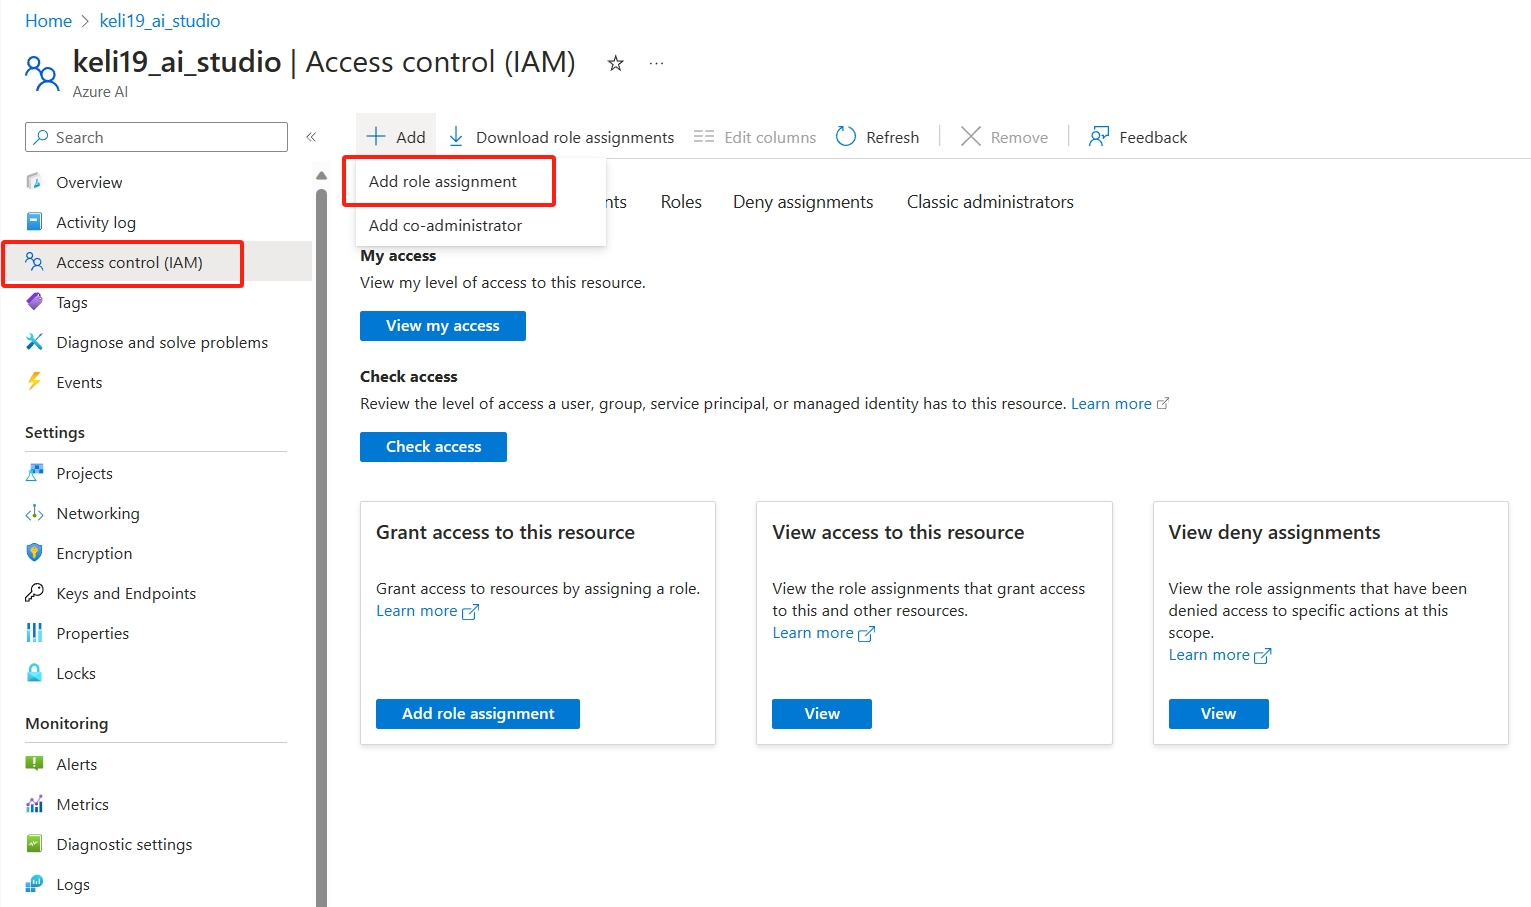 Home > keli19_ai_studio
keli19_ai_studio | Access control (IAM)
Azure AI
Search
Overview
Activity log
Access control (IAM)
Tags
Diagnose and solve problems
Events
Settings
Projects
Networking
Encryption
Keys and Endpoints
Properties
Locks
Monitoring
Alerts
Metrics
Diagnostic settings
Logs
Add Download role assignments Edit columns Refresh Remove Feedback
Add role assignment
Add co-administrator
nts Roles Deny assignments Classic administrators
My access
View my level of access to this resource.
View my access
Check access
Review the level of access a user, group, service principal, or managed identity has to this resource. Learn more
Check access
Grant access to this resource
Grant access to resources by assigning a role.
Learn more
Add role assignment
View access to this resource
View the role assignments that grant access
to this and other resources.
Learn more
View
View deny assignments
View the role assignments that have been
denied access to specific actions at this
scope.
Learn more
View